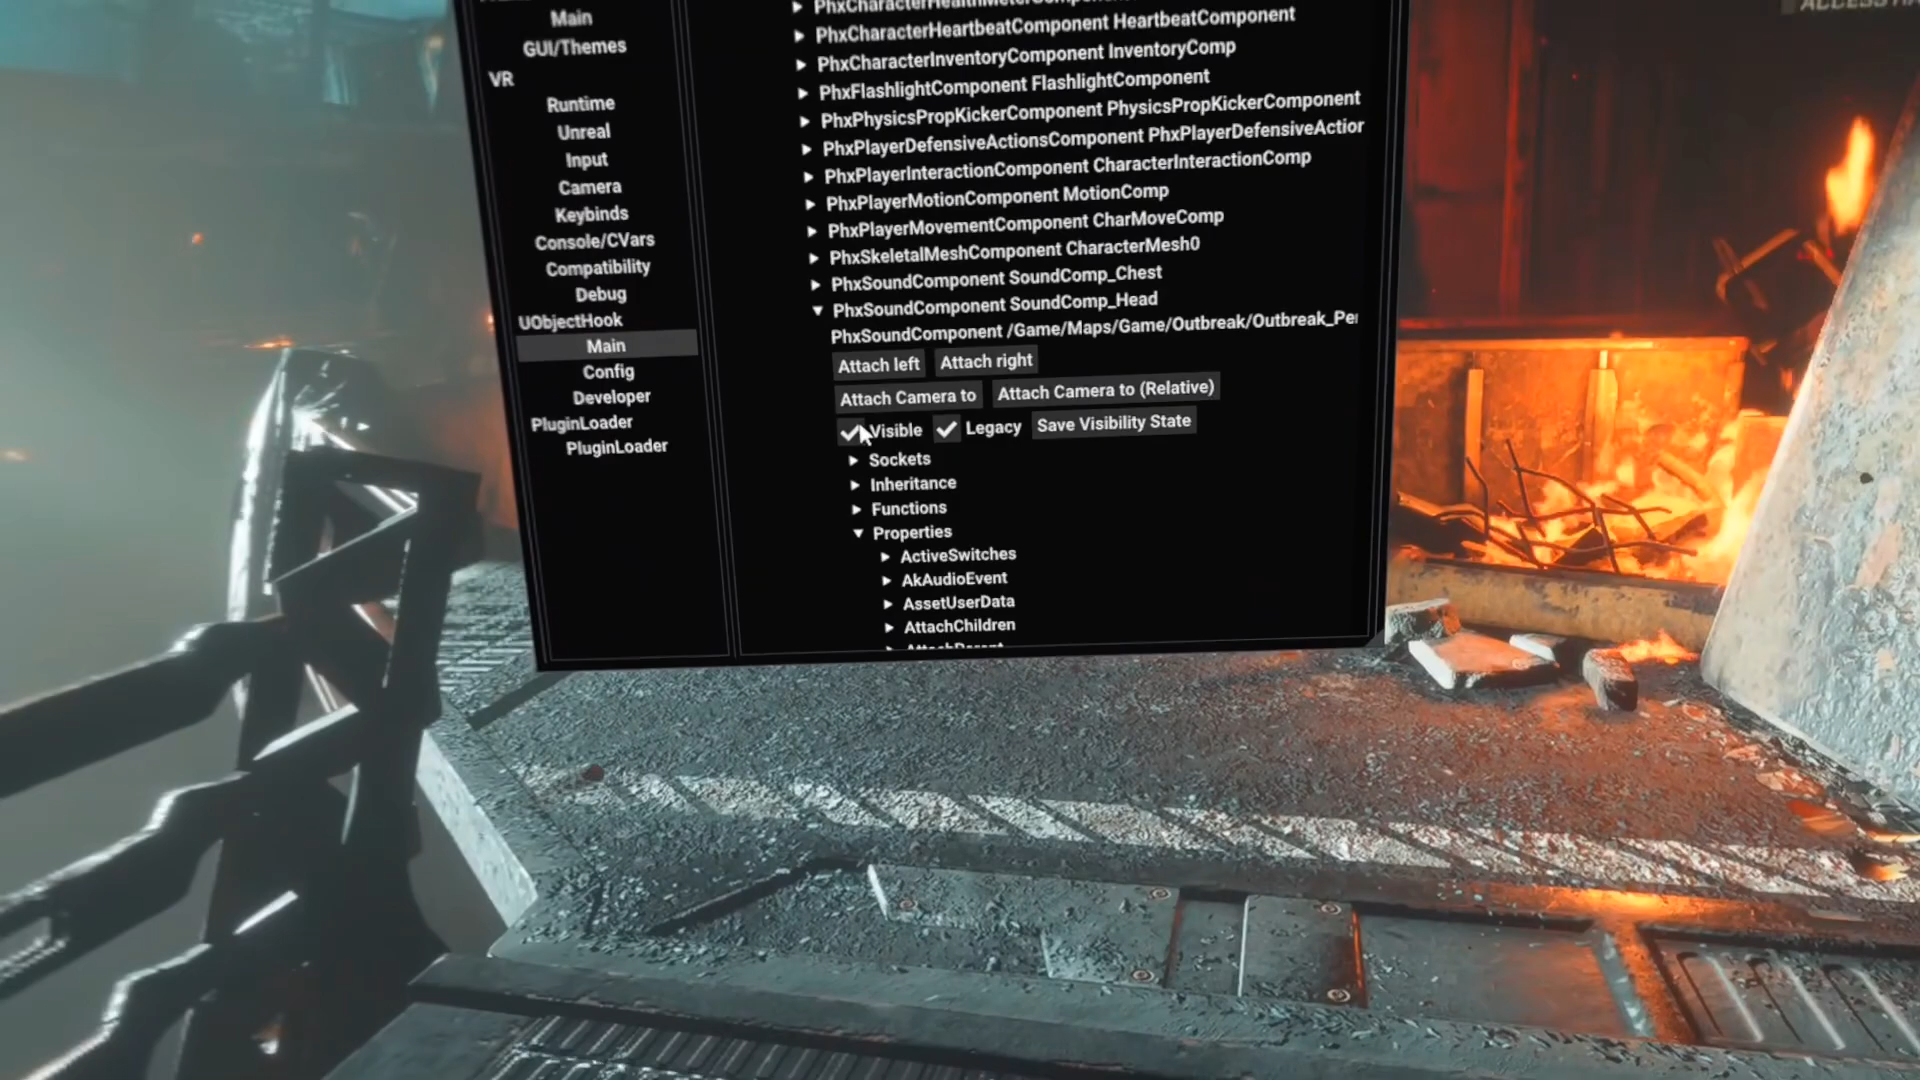 Main
GUI/Themes
VR
Runtime
Unreal
Input
Camera
Keybinds
Console/CVars
Compatibility
Debug
UObjectHook
Main
Config
Developer
PluginLoader
PluginLoader
PhxCharacterHeartbeatComponent HeartbeatComponent
PhxCharacterInventoryComponent InventoryComp
PhxFlashlightComponent FlashlightComponent
PhxPhysicsPropKickerComponent PhysicsPropKickerComponent
PhxPlayerDefensiveActionsComponent PhxPlayerDefensiveAction
PhxPlayerInteractionComponent CharacterInteractionComp
PhxPlayerMotionComponent MotionComp
PhxPlayerMovementComponent CharMoveComp
PhxSkeletalMeshComponent CharacterMesh0
PhxSoundComponent SoundComp_Chest
PhxSoundComponent SoundComp_Head
PhxSoundComponent /Game/Maps/Game/Outbreak/Outbreak_Pe
Attach left Attach right
Attach Camera to Attach Camera to (Relative)
Visible Legacy Save Visibility State
Sockets
Inheritance
Functions
Properties
ActiveSwitches
AkAudioEvent
AssetUserData
AttachChildren